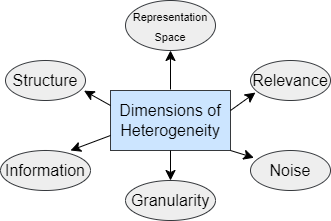 Representation
Space
Structure
Relevance
Dimensions of
Heterogeneity
Information
Noise
Granularity